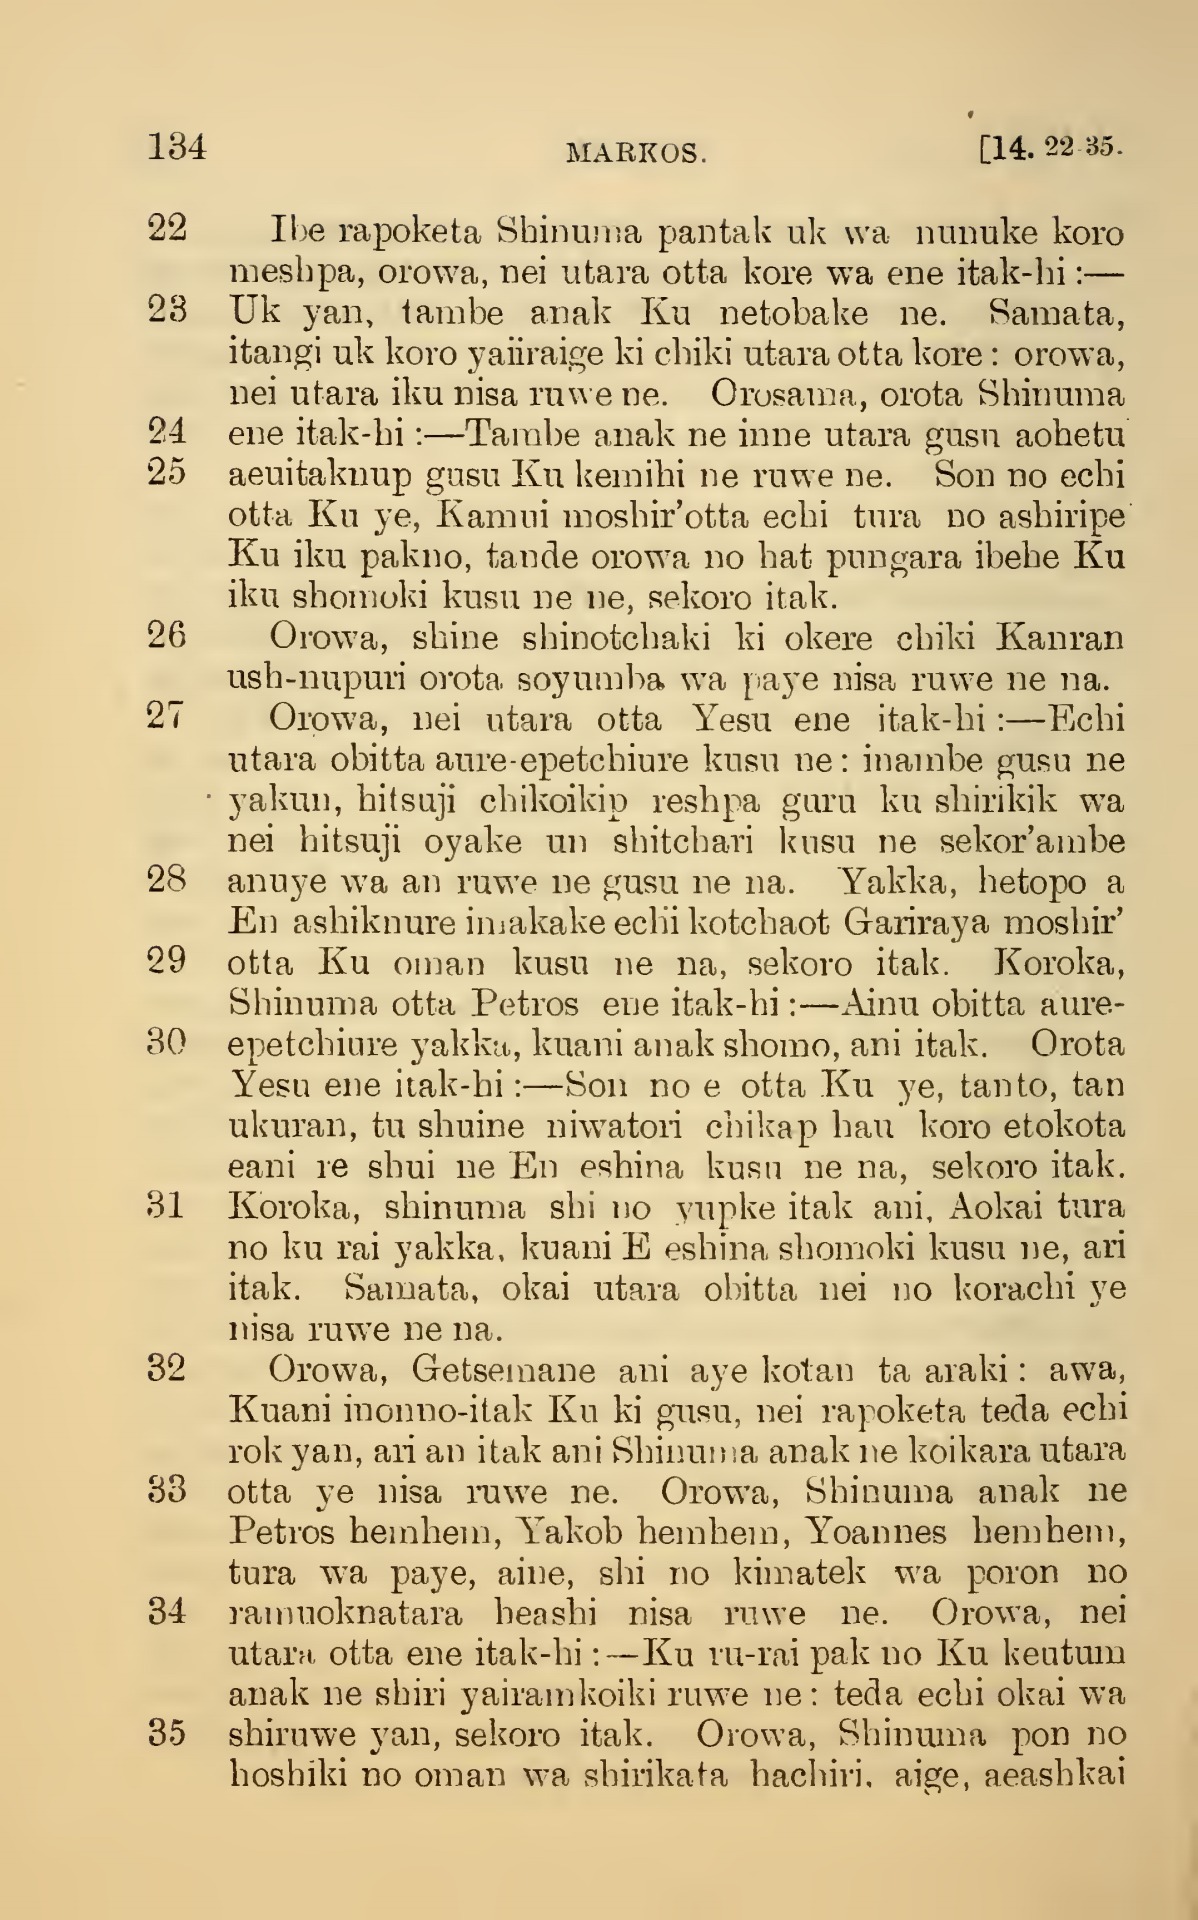 134 MARKOS. [14. 22-35.
22 Ibe rapoketa Shinuma pantak uk wa nunuke koro
meshpa, orowa, nei utara otta kore wa ene itak-hi :—
23 Uk yan, tambe anak Ku netobake ne. Samata,
itangi uk koro yaiiraige ki chiki utara otta kore : orowa,
nei utara iku nisa ruwe ne. Orosama, orota Shinuma
24 ene itak-hi :—Tambe anak ne inne utara gusu aohetu
25 aeuitaknup gusu Ku kemihi ne ruwe ne. Son no echi
otta Ku ye, Kamui moshir'otta echi tura no ashiripe
Ku iku pakno, tande orowa no hat pungara ibehe Ku
iku shomoki kusu ne ne, sekoro itak.
26 Orowa, shine shinotchaki ki okere chiki Kanran
ush-nupuri orota soyumba wa paye nisa ruwe ne na.
27 Orowa, nei utara otta Yesu ene itak-hi :—Echi
utara obitta aure-epetchiure kusu ne : inambe gusu ne
yakun, hitsuji chikoikip reshpa guru ku shirikik wa
nei hitsuji oyake un shitchari kusu ne sekor'ambe
28 anuye wa an ruwe ne gusu ne na. Yakka, hetopo a
En ashiknure imakake echi kotchaot Gariraya moshir'
29 otta Ku oman kusu ne na, sekoro itak. Koroka,
Shinuma otta Petros ene itak-hi :—Ainu obitta aure-
30 epetchiure yakka, kuani anak shomo, ani itak. Orota
Yesu ene itak-hi :—Son no e otta Ku ye, tanto, tan
ukuran, tu shuine niwatori chikap hau koro etokota
eani re shui ne En eshina kusu ne na, sekoro itak.
31 Koroka, shinuma shi no yupke itak ani, Aokai tura
no ku rai yakka, kuani E eshina shomoki kusu ne, ari
itak. Samata, okai utara obitta nei no korachi ye
nisa ruwe ne na.
32 Orowa, Getsemane ani aye kotan ta araki : awa,
Kuani inonno-itak Ku ki gusu, nei rapoketa teda echi
rok yan, ari an itak ani Shinuma anak ne koikara utara
33 otta ye nisa ruwe ne. Orowa, Shinuma anak ne
Petros hemhem, Yakob hemhem, Yoannes hemhem,
tura wa paye, aine, shi no kimatek wa poron no
34 ramuoknatara heashi nisa ruwe ne. Orowa, nei
utara otta ene itak-hi :—Ku ru-rai pak no Ku keutum
anak ne shiri yairamkoiki ruwe ne : teda echi okai wa
35 shiruwe yan, sekoro itak. Orowa, Shinuma pon no
hoshiki no oman wa shirikata hachiri, aige, aeashkai